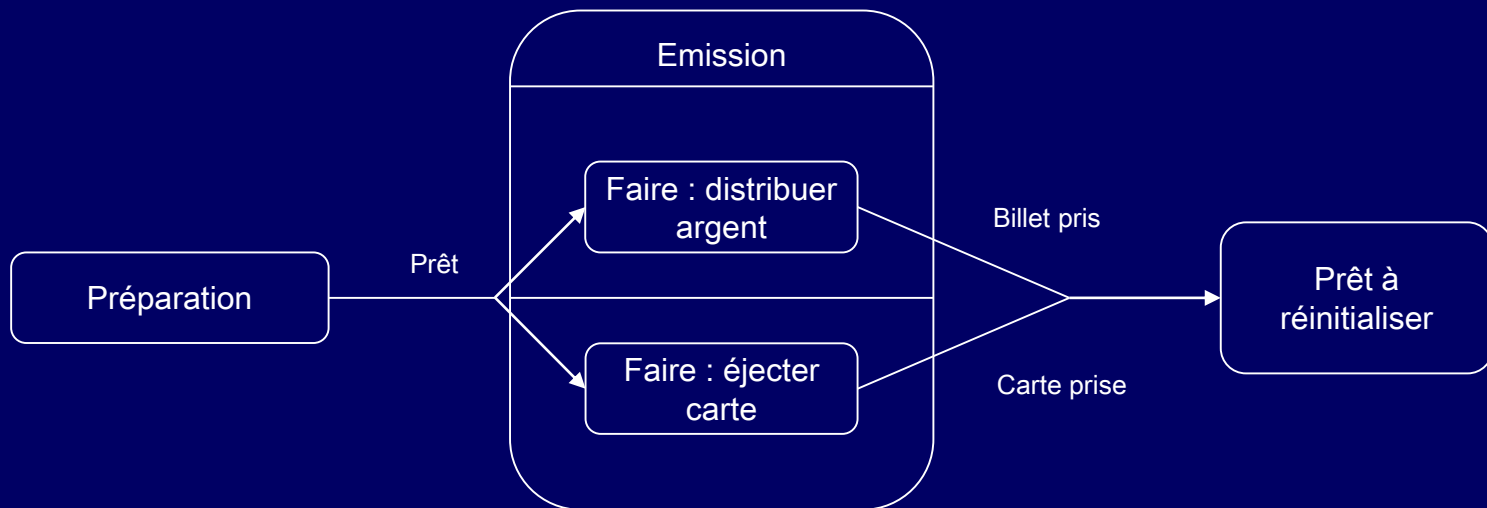 Emission
Faire : distribuer
argent
Billet pris
Prêt
Préparation
Prêt à
réinitialiser
Faire : éjecter
carte
Carte prise